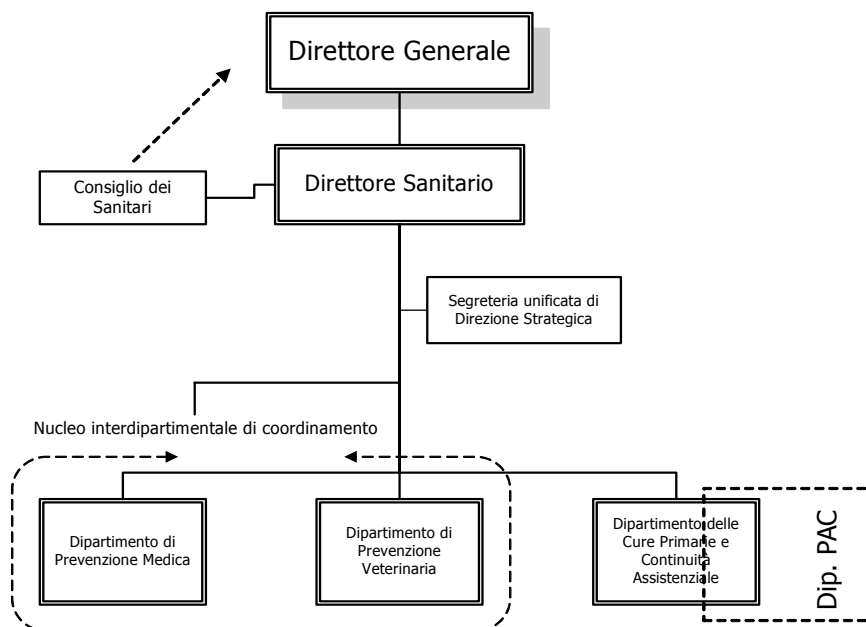 Direttore Generale
Direttore Sanitario
Consiglio dei
Sanitari
Segreteria unificata di
Direzione Strategica
Nucleo interdipartimentale di coordinamento
Dipartimento di
Prevenzione Medica
Dipartimento di
Prevenzione
Veterinaria
Dipartimento delle
Cure Primarie e
Continuità
Assistenziale
Dip. PAC